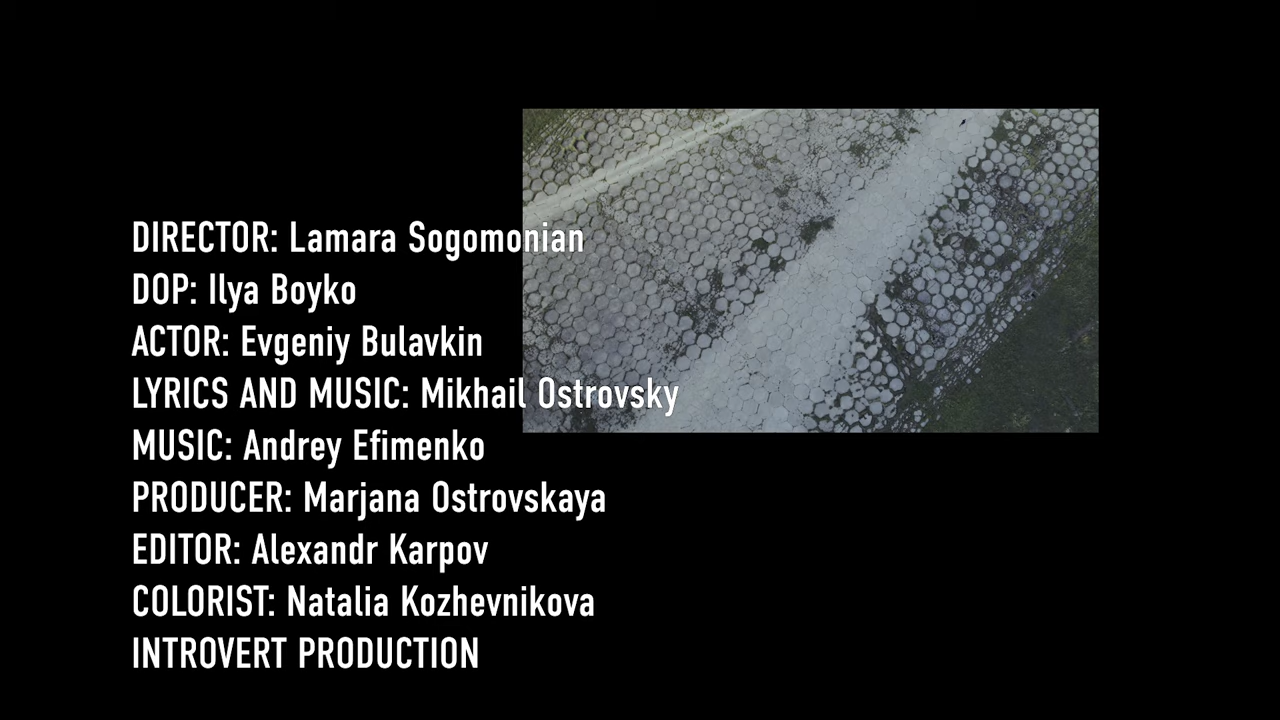 DIRECTOR: Lamara Sogomonian
DOP: Ilya Boyko
ACTOR: Evgeniy Bulavkin
LYRICS AND MUSIC: Mikhail Ostrovsky
MUSIC: Andrey Efimenko
PRODUCER: Marjana Ostrovskaya
EDITOR: Alexandr Karpov
COLORIST: Natalia Kozhevnikova
INTROVERT PRODUCTION